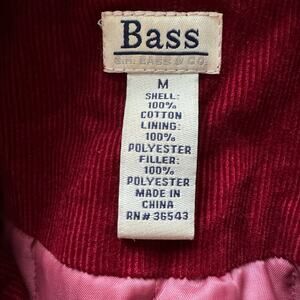 Bass
G.H. BASS & CO.
M
SHELL:
100%
COTTON
LINING:
100%
POLYESTER
FILLER:
100%
POLYESTER
MADE IN
CHINA
RN# 36543